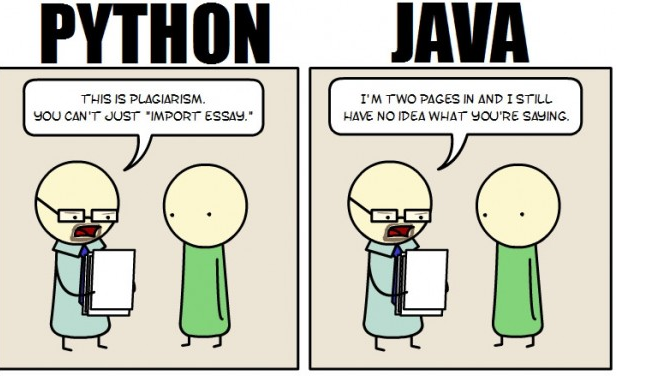 PYTHON
THIS IS PLAGIARISM.
YOU CAN'T JUST "IMPORT ESSAY."
JAVA
I'M TWO PAGES IN AND I STILL
HAVE NO IDEA WHAT YOU'RE SAYING.